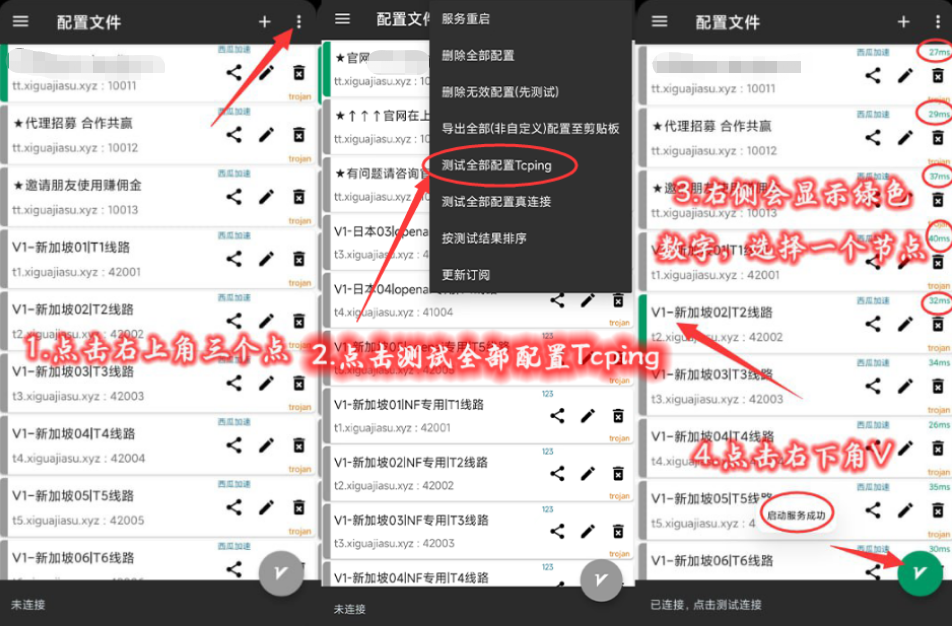 配置文件
西瓜加速
tt.xiguajiasu.xyz : 10011
trojan
西瓜加速
★代理招募 合作共赢
tt.xiguajiasu.xyz : 10012
trojan
西瓜加速
★邀请朋友使用赚佣金
tt.xiguajiasu.xyz : 10013
trojan
西瓜加速
V1-新加坡01|T1线路
t1.xiguajiasu.xyz : 42001
trojan
西瓜加速
V1-新加坡02|T2线路
t2.xiguajiasu.xyz : 42002
1.点击右上角三个点
西瓜加速
V1-新加坡03|T3线路
t3.xiguajiasu.xyz : 42003
trojan
西瓜加速
V1-新加坡04|T4线路
t4.xiguajiasu.xyz : 42004
trojan
西瓜加速
V1-新加坡05|T5线路
t5.xiguajiasu.xyz : 42005
trojan
西瓜加速
V1-新加坡06|T6线路
未连接
配置文件
★官网
tt.xiguajiasu.xyz : 10
★↑↑↑官网在上
tt.xiguajiasu.xyz : 10
★有问题请咨询
tt.xiguajiasu.xyz : 10
V1-日本03|opena
t3.xiguajiasu.xyz : 4
V1-日本04|opena
t4.xiguajiasu.xyz : 41004
trojan
服务重启
删除全部配置
删除无效配置(先测试)
导出全部(非自定义)配置至剪贴板
测试全部配置Tcping
测试全部配置真连接
按测试结果排序
更新订阅
2.点击测试全部配置Tcping
123
trojan
123
V1-新加坡01|NF专用|T1线路
t1.xiguajiasu.xyz : 42001
trojan
123
V1-新加坡02|NF专用|T2线路
t2.xiguajiasu.xyz : 42002
trojan
123
V1-新加坡03|NF专用|T3线路
t3.xiguajiasu.xyz : 42003
trojan
123
V1-新加坡04|NF专用|T4线路
未连接
配置文件
西瓜加速 27ms
tt.xiguajiasu.xyz : 10011
trojan
西瓜加速 29ms
★代理招募 合作共赢
tt.xiguajiasu.xyz : 10012
trojan
西瓜加速 37ms
3.右侧会显示绿色
tt.xiguajiasu.xyz : 10013
trojan
40ms
数字，选择一个节点
t1.xiguajiasu.xyz : 42001
trojan
西瓜加速 32ms
V1-新加坡02|T2线路
t2.xiguajiasu.xyz : 42002
trojan
西瓜加速 34ms
V1-新加坡03|T3线路
t3.xiguajiasu.xyz : 42003
trojan
西瓜加速 26ms
V1-新加坡04|T4线路
4.点击右下角V
trojan
西瓜加速 35ms
V1-新加坡05|T5线路
t5.xiguajiasu.xyz : 4
启动服务成功
trojan
西瓜加速 30ms
V1-新加坡06|T6线路
已连接，点击测试连接